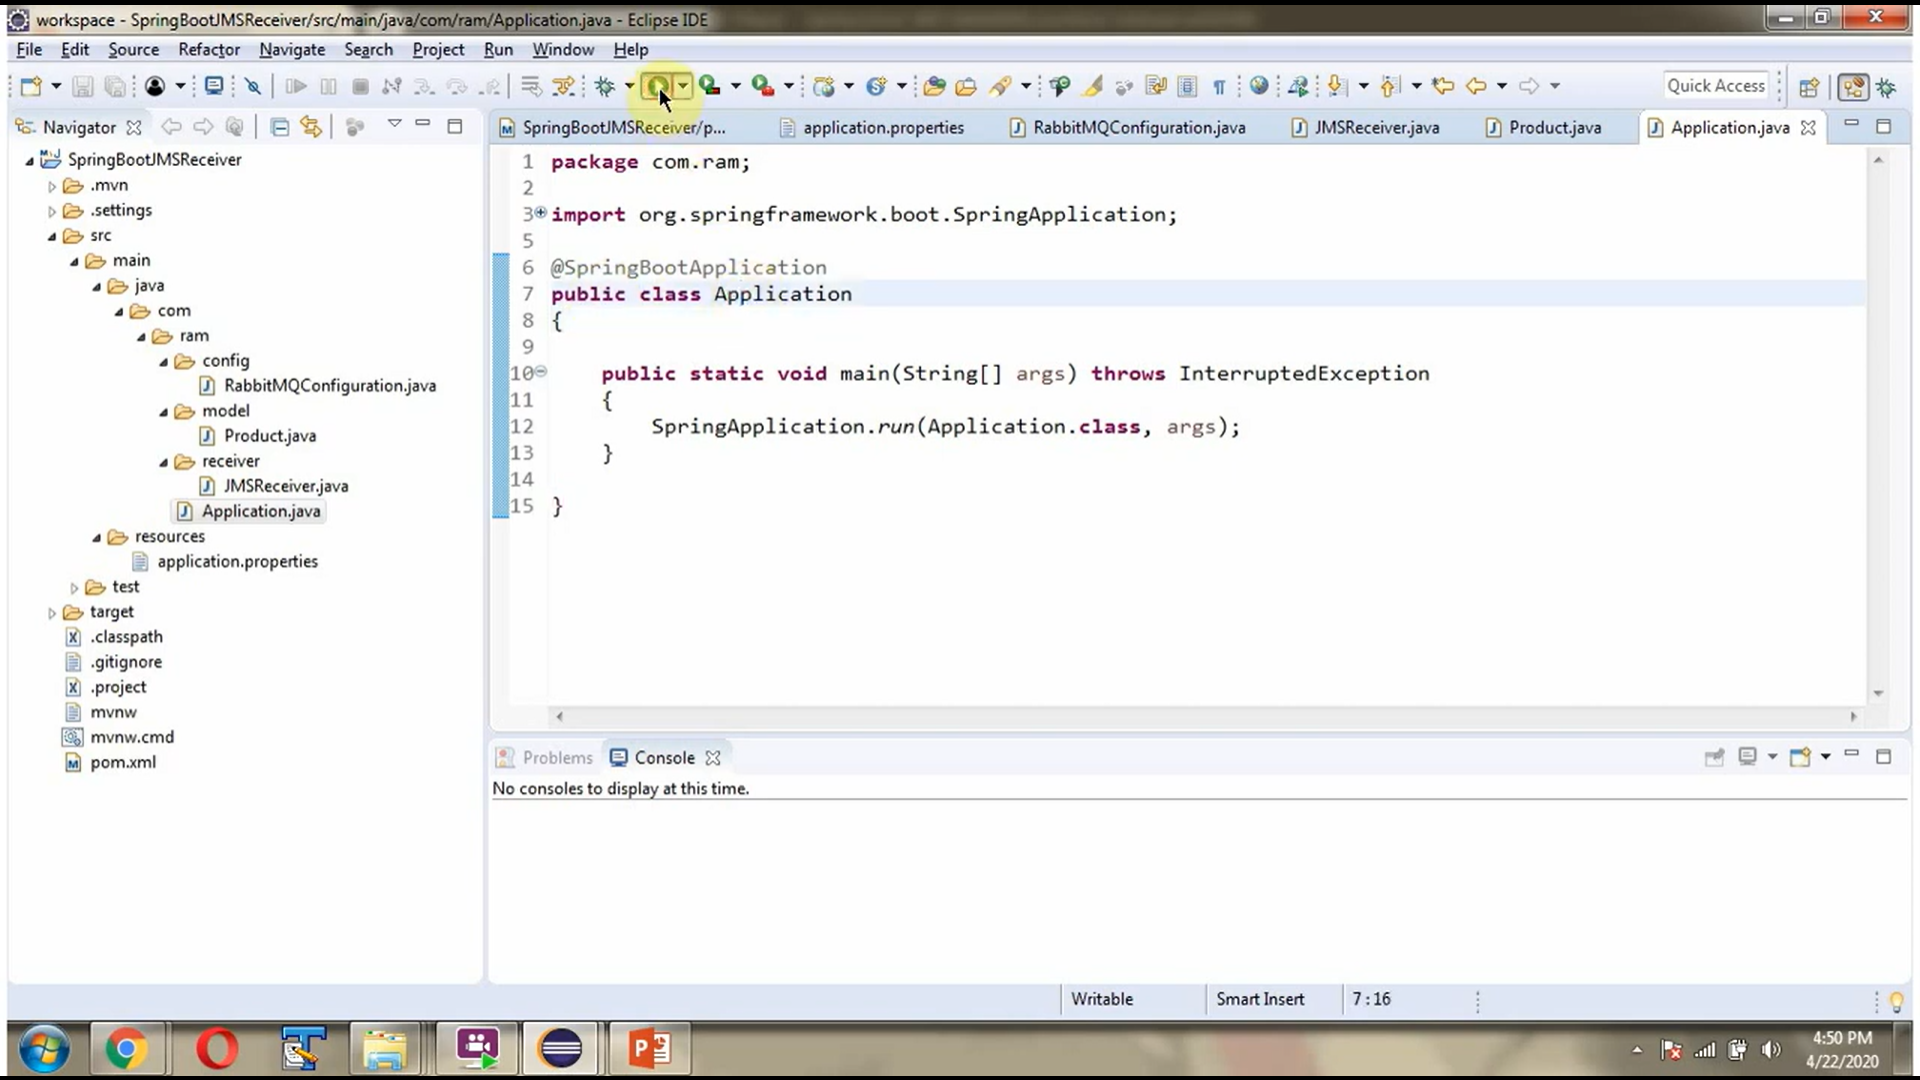 workspace - SpringBootJMSReceiver/src/main/java/com/ram/Application.java - Eclipse IDE
File Edit Source Refactor Navigate Search Project Run Window Help
Quick Access
Navigator
SpringBootJMSReceiver/p... application.properties RabbitMQConfiguration.java JMSReceiver.java Product.java Application.java
SpringBootJMSReceiver
.mvn
.settings
src
main
java
com
ram
config
RabbitMQConfiguration.java
model
Product.java
receiver
JMSReceiver.java
Application.java
resources
application.properties
test
target
.classpath
.gitignore
.project
mvnw
mvnw.cmd
pom.xml
1 package com.ram;
2
3 import org.springframework.boot.SpringApplication;
5
6 @SpringBootApplication
7 public class Application
8 {
9
10 public static void main(String[] args) throws InterruptedException
11 {
12 SpringApplication.run(Application.class, args);
13 }
14
15 }
Problems Console
No consoles to display at this time.
Writable Smart Insert 7 : 16
4:50 PM
4/22/2020